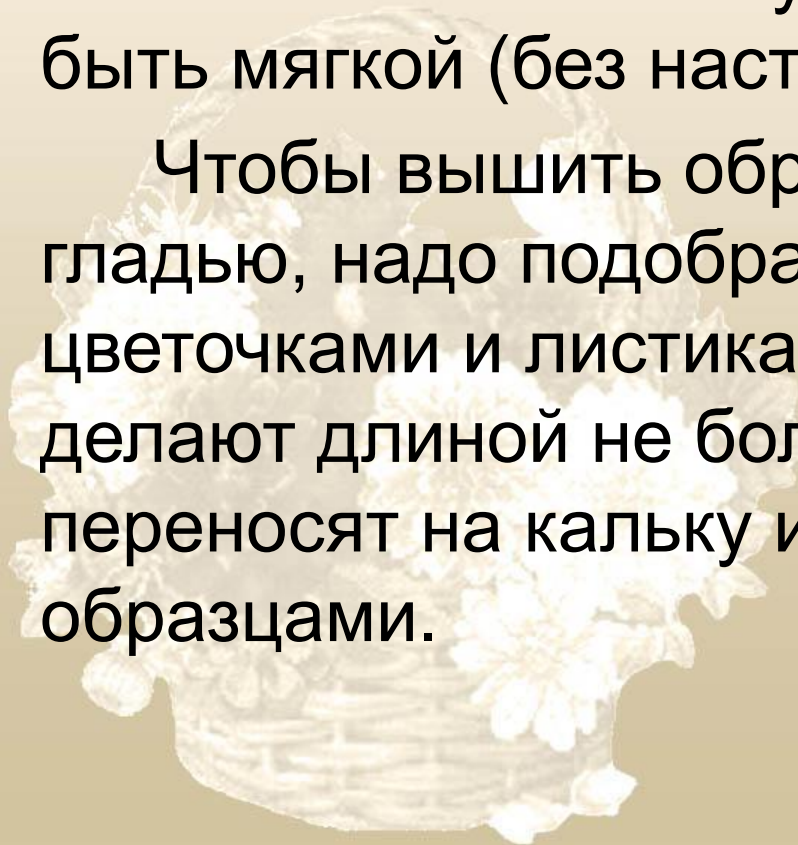 быть мягкой (без наст
Чтобы вышить обр
гладью, надо подобра
цветочками и листика
делают длиной не бол
переносят на кальку и
образцами.